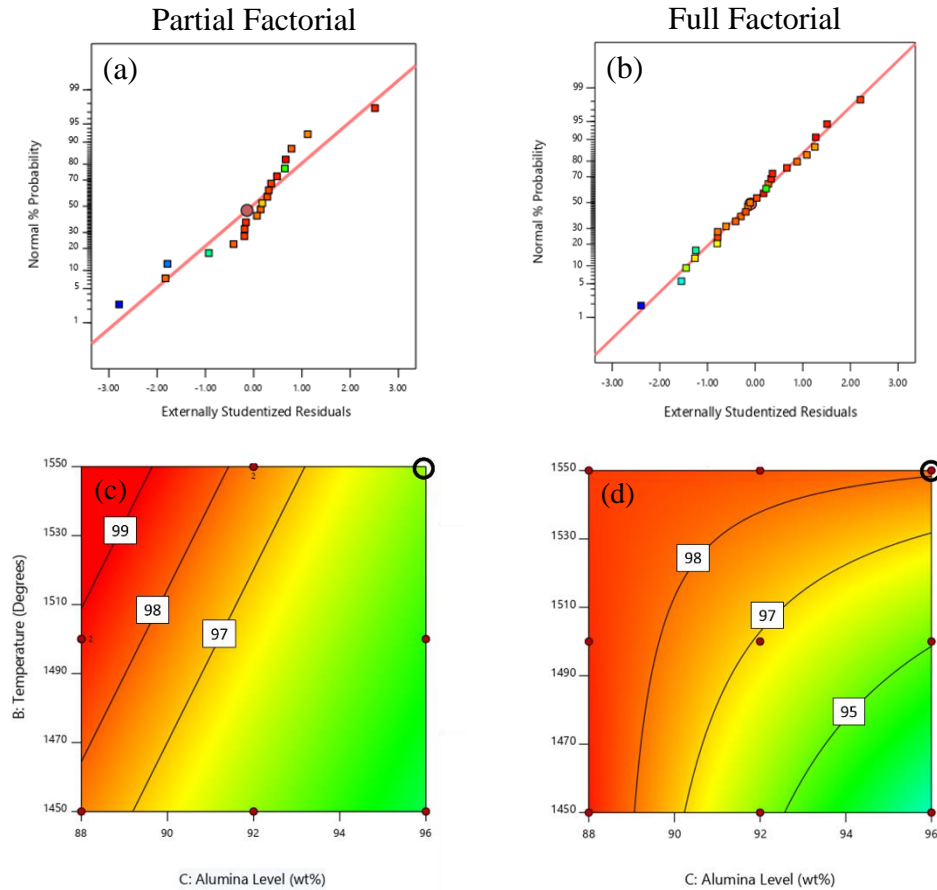 Partial Factorial
Full Factorial
(a)
Normal % Probability
99
95
90
80
70
50
30
20
10
5
1
-3.00 -2.00 -1.00 0.00 1.00 2.00 3.00
Externally Studentized Residuals
(b)
Normal % Probability
99
95
90
80
70
50
30
20
10
5
1
-3.00 -2.00 -1.00 0.00 1.00 2.00 3.00
Externally Studentized Residuals
(c)
B: Temperature (Degrees)
1550
1530
1510
1490
1470
1450
2
99
98
97
2
88 90 92 94 96
C: Alumina Level (wt%)
(d)
1550
1530
1510
1490
1470
1450
98
97
95
88 90 92 94 96
C: Alumina Level (wt%)